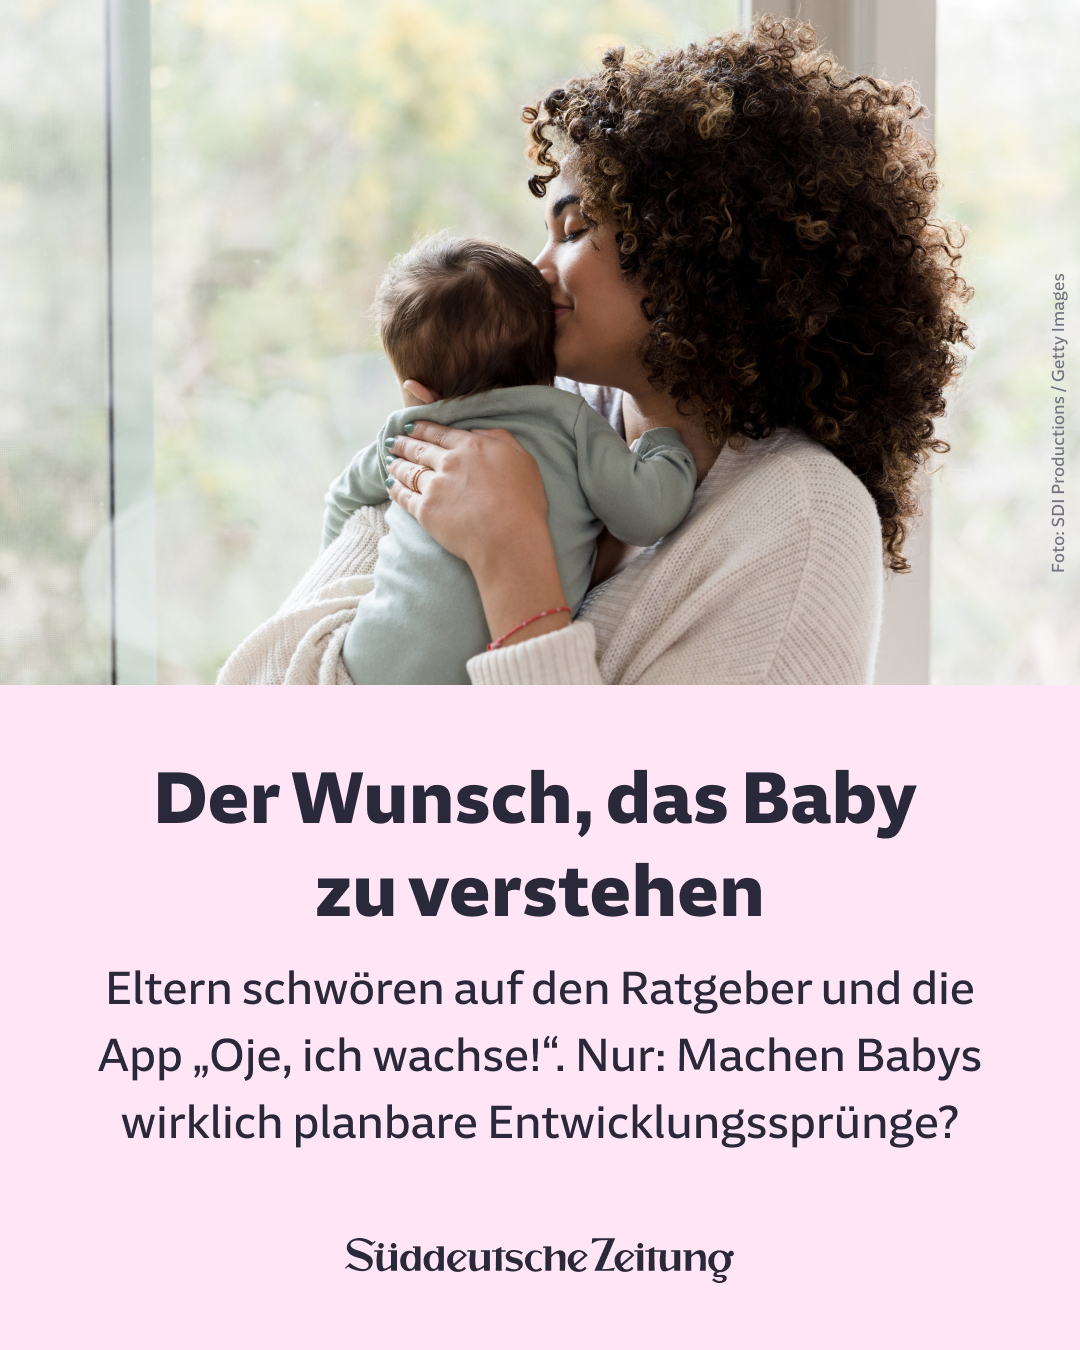 Foto: SDI Productions / Getty Images
Der Wunsch, das Baby
zu verstehen
Eltern schwören auf den Ratgeber und die
App „Oje, ich wachse!“. Nur: Machen Babys
wirklich planbare Entwicklungssprünge?
Süddeutsche Zeitung